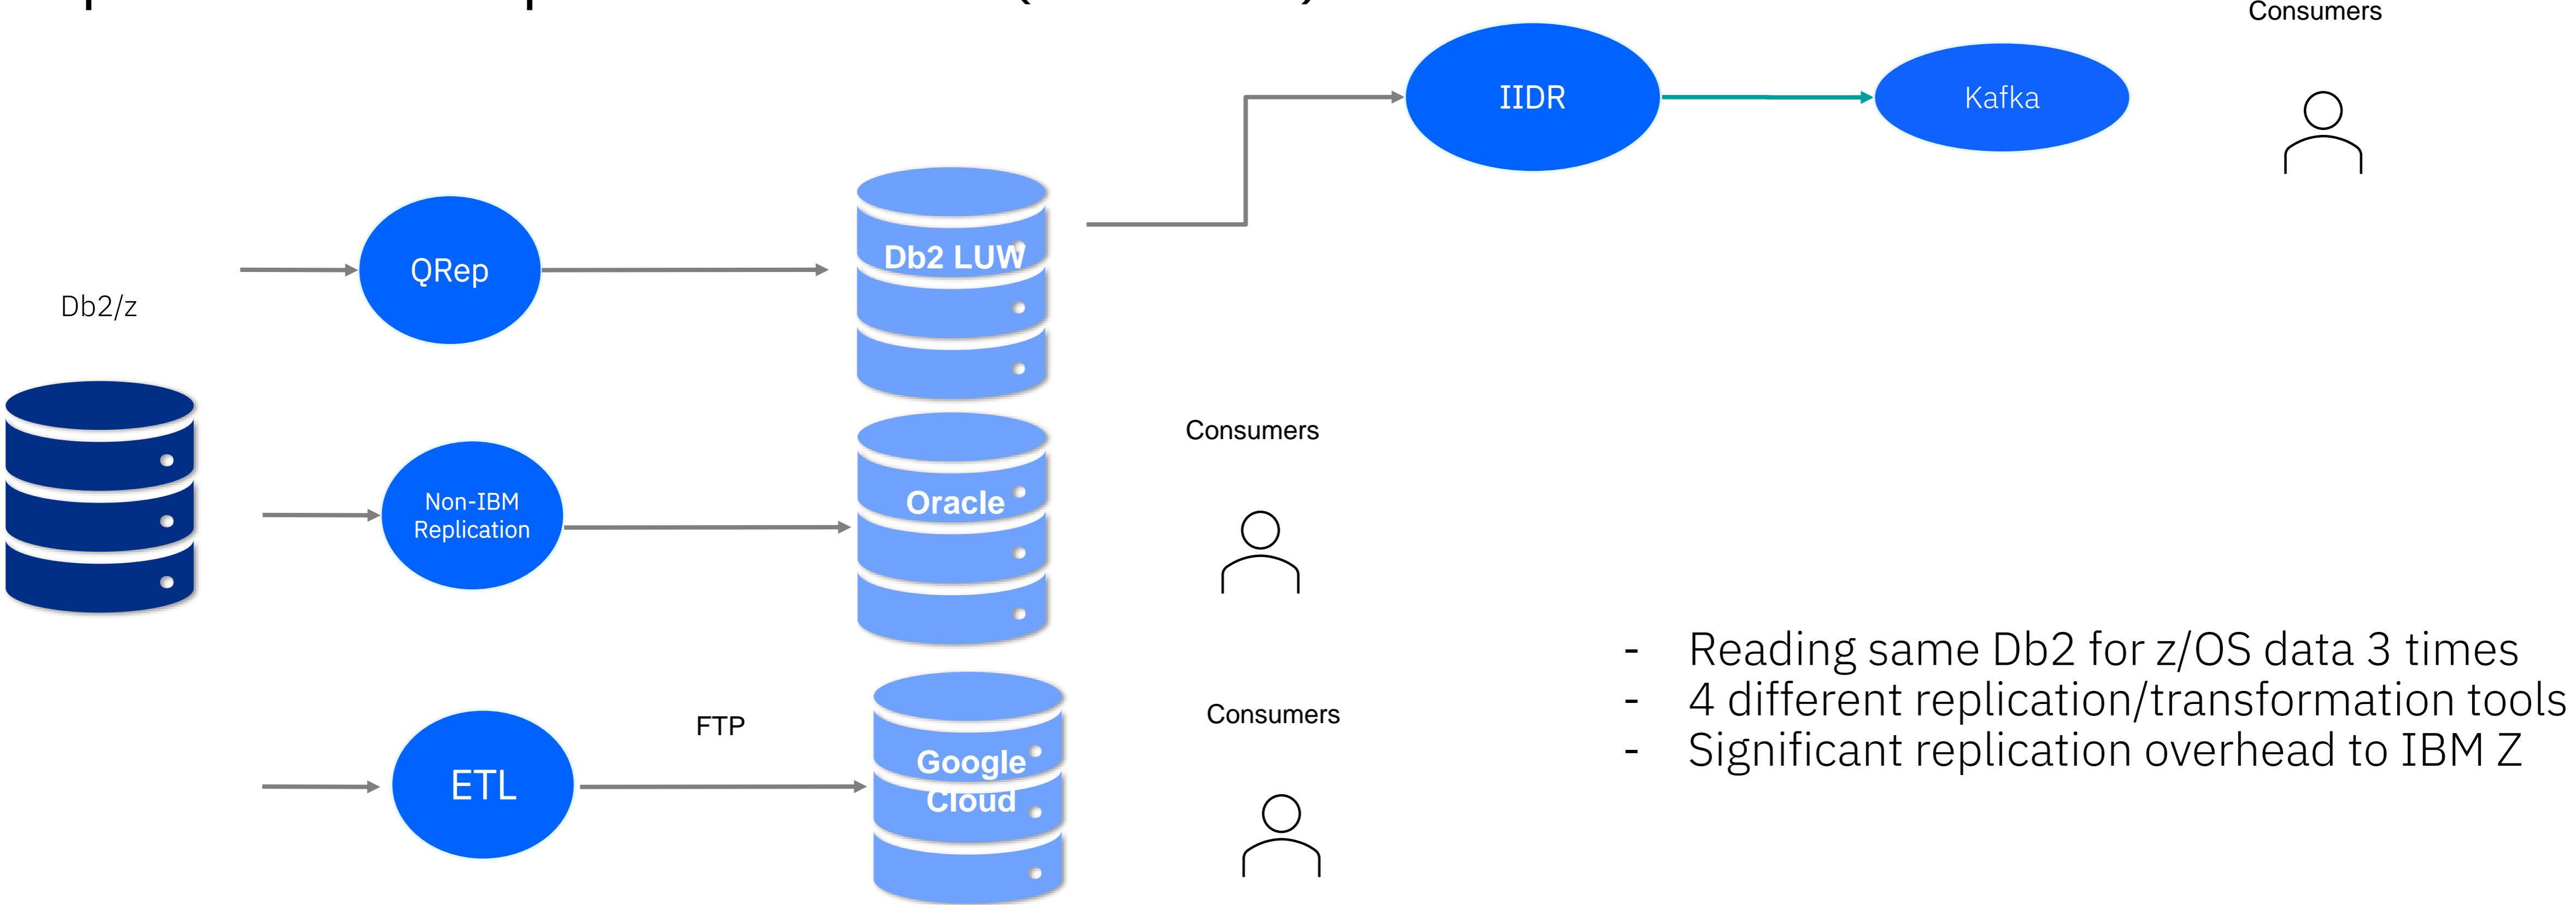 Consumers
IIDR
Kafka
QRep
Db2 LUW
Db2/z
Consumers
Non-IBM
Replication
Oracle
- Reading same Db2 for z/OS data 3 times
- 4 different replication/transformation tools
- Significant replication overhead to IBM Z
FTP
Consumers
ETL
Google
Cloud